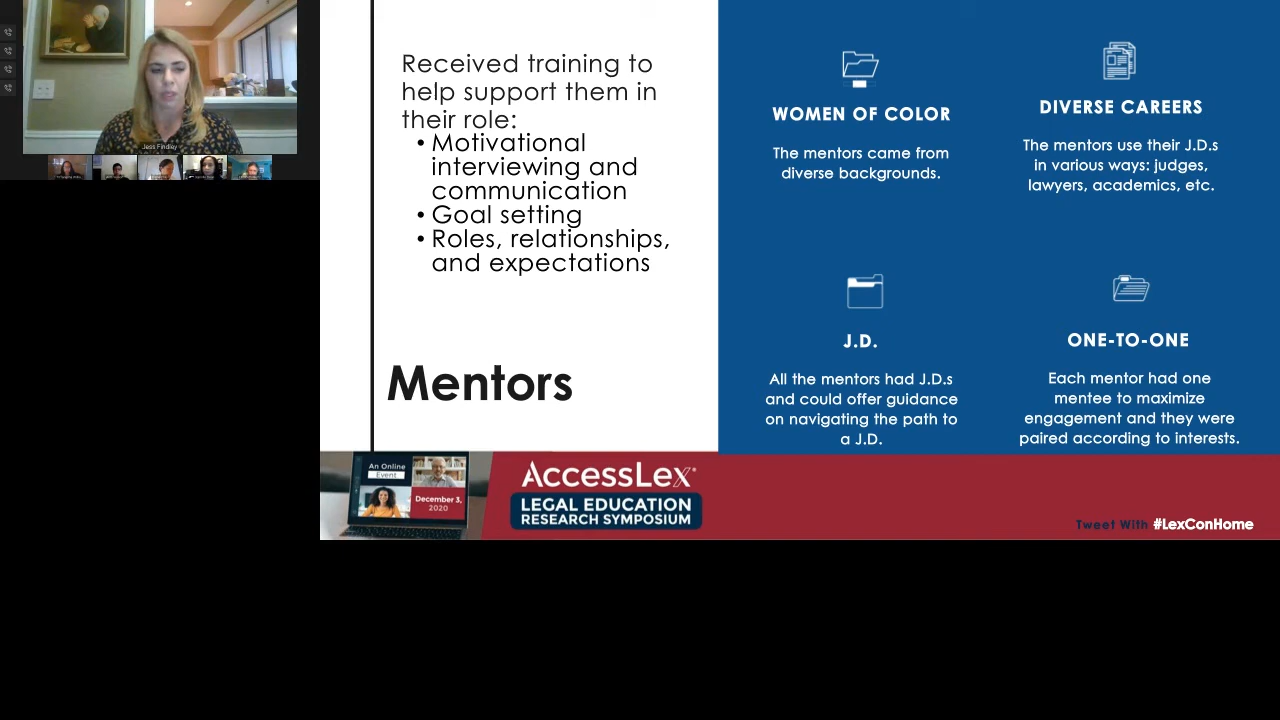 Jess Findley
Received training to
help support them in
their role:
• Motivational
interviewing and
communication
• Goal setting
• Roles, relationships,
and expectations
Mentors
WOMEN OF COLOR
The mentors came from
diverse backgrounds.
DIVERSE CAREERS
The mentors use their J.D.s
in various ways: judges,
lawyers, academics, etc.
J.D.
All the mentors had J.D.s
and could offer guidance
on navigating the path to
a J.D.
ONE-TO-ONE
Each mentor had one
mentee to maximize
engagement and they were
paired according to interests.
An Online
Event
December 3,
2020
AccessLex®
LEGAL EDUCATION
RESEARCH SYMPOSIUM
Tweet With #LexConHome